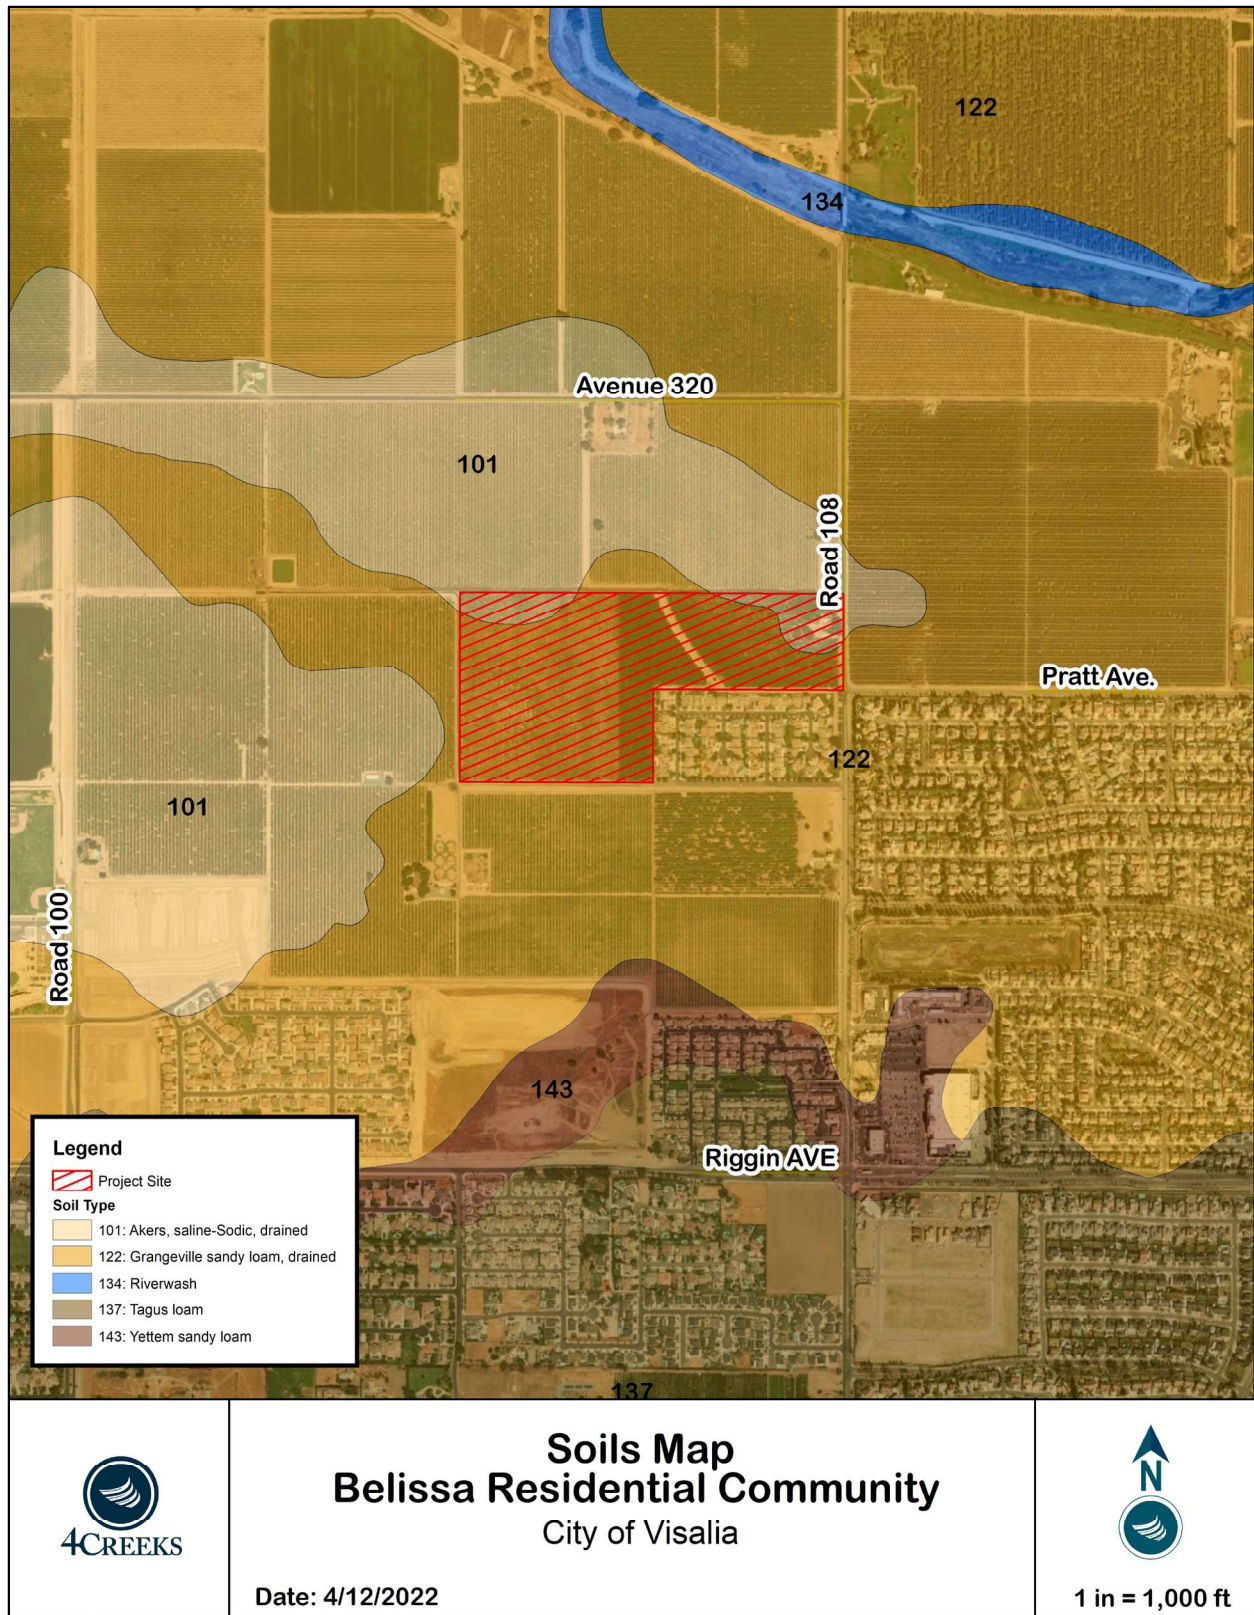 122
134
Avenue 320
101
Road 108
Pratt Ave.
122
101
Road 100
143
Riggin AVE
137
Legend
Project Site
Soil Type
101: Akers, saline-Sodic, drained
122: Grangeville sandy loam, drained
134: Riverwash
137: Tagus loam
143: Yettem sandy loam
4CREEKS
Soils Map
Belissa Residential Community
City of Visalia
Date: 4/12/2022
N
1 in = 1,000 ft